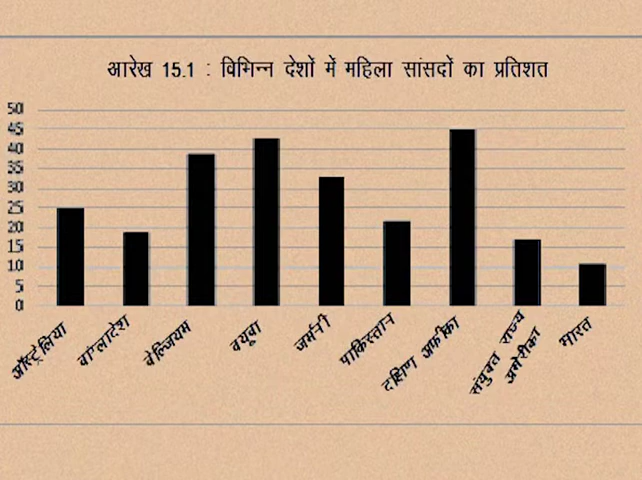 आरेख 15.1 : विभिन्न देशों में महिला सांसदों का प्रतिशत
50
45
40
35
30
25
20
15
10
5
0
ऑस्ट्रेलिया
बांग्लादेश
बेल्जियम
क्यूबा
जर्मनी
पाकिस्तान
दक्षिण अफ्रीका
संयुक्त राज्य
अमेरीका
भारत